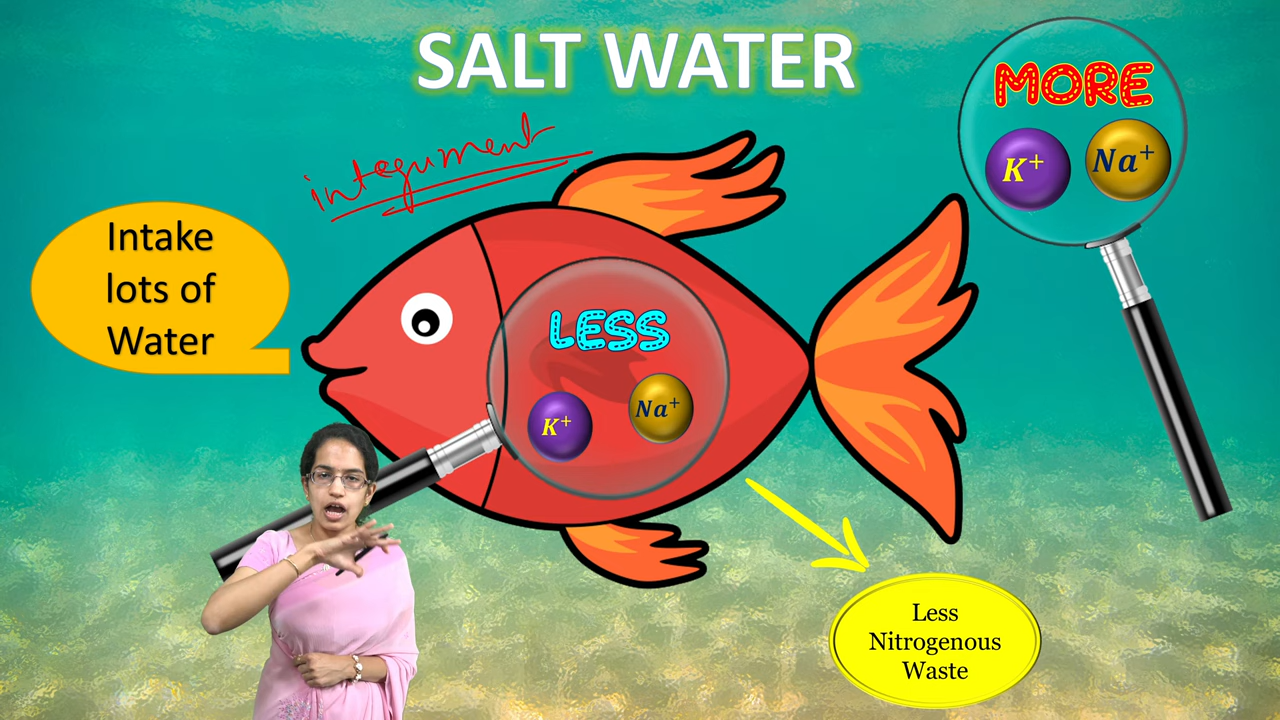 SALT WATER
MORE
K+
Na+
integument
Intake
lots of
Water
LESS
K+
Na+
Less
Nitrogenous
Waste